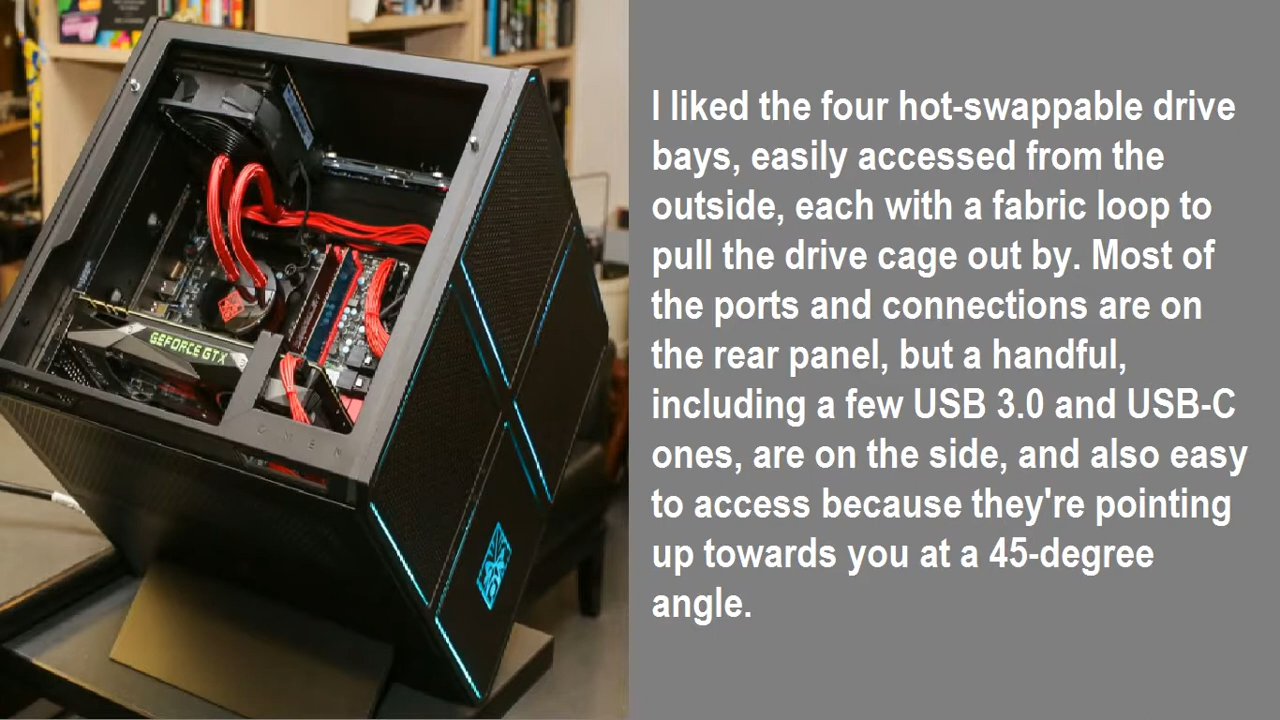 GEFORCE GTX
OMEN
I liked the four hot-swappable drive
bays, easily accessed from the
outside, each with a fabric loop to
pull the drive cage out by. Most of
the ports and connections are on
the rear panel, but a handful,
including a few USB 3.0 and USB-C
ones, are on the side, and also easy
to access because they're pointing
up towards you at a 45-degree
angle.